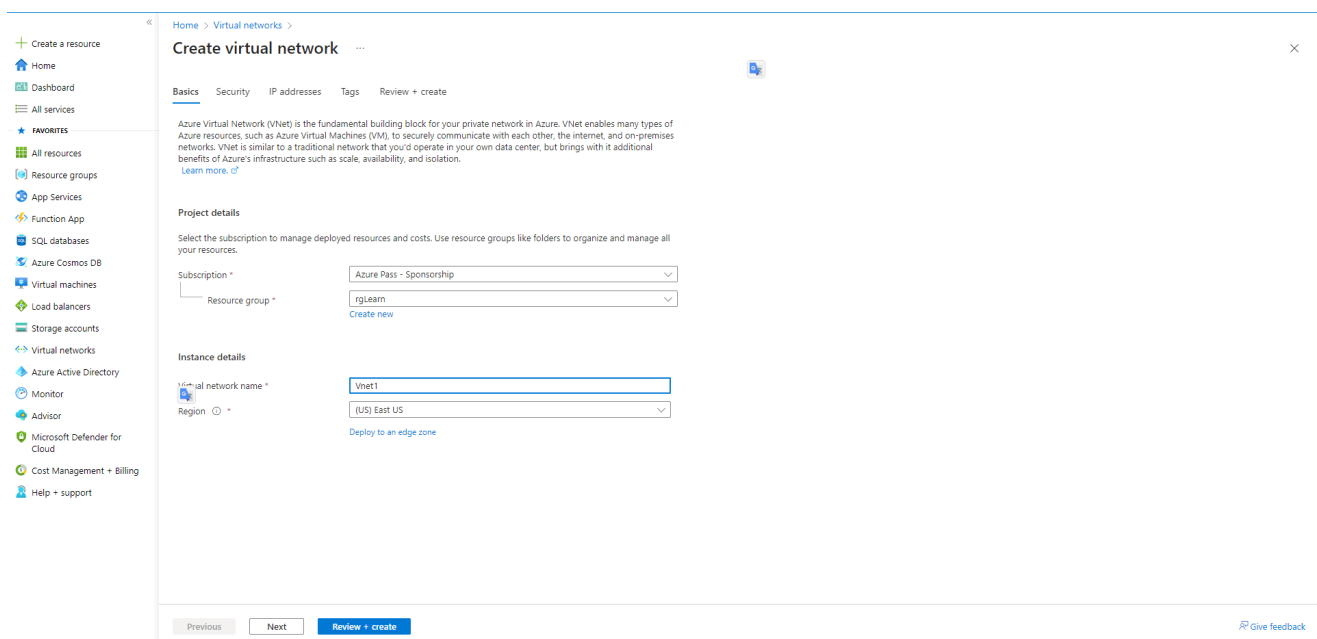 «
Create a resource
Home
Dashboard
All services
FAVORITES
All resources
Resource groups
App Services
Function App
SQL databases
Azure Cosmos DB
Virtual machines
Load balancers
Storage accounts
Virtual networks
Azure Active Directory
Monitor
Advisor
Microsoft Defender for
Cloud
Cost Management + Billing
Help + support
Home > Virtual networks >
Create virtual network ...
Basics Security IP addresses Tags Review + create
Azure Virtual Network (VNet) is the fundamental building block for your private network in Azure. VNet enables many types of
Azure resources, such as Azure Virtual Machines (VM), to securely communicate with each other, the internet, and on-premises
networks. VNet is similar to a traditional network that you'd operate in your own data center, but brings with it additional
benefits of Azure's infrastructure such as scale, availability, and isolation.
Learn more.
Project details
Select the subscription to manage deployed resources and costs. Use resource groups like folders to organize and manage all
your resources.
Subscription * Azure Pass - Sponsorship
Resource group * rgLearn
Create new
Instance details
Virtual network name * Vnet1
Region * (US) East US
Deploy to an edge zone
Previous Next Review + create Give feedback